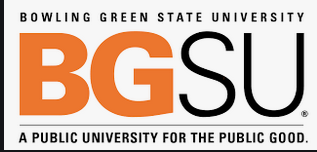 BOWLING GREEN STATE UNIVERSITY
BGSU®
A PUBLIC UNIVERSITY FOR THE PUBLIC GOOD.